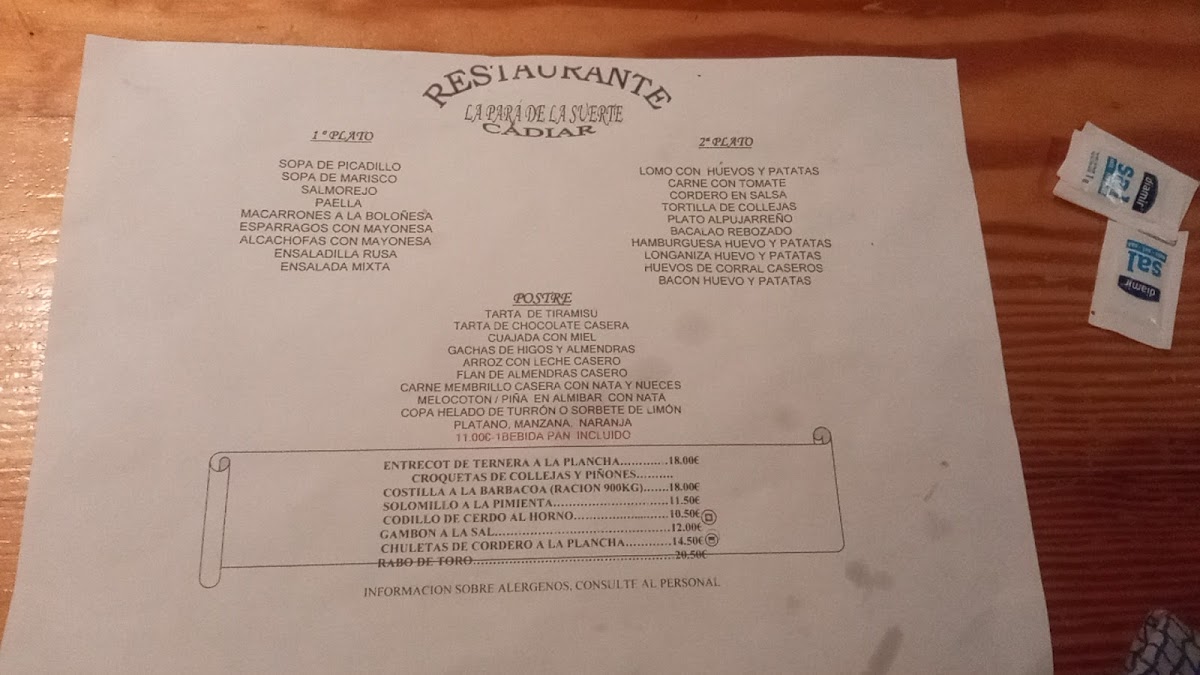 RESTAURANTE
LA PARÁ DE LA SUERTE
CÁDIAR
1º PLATO
SOPA DE PICADILLO
SOPA DE MARISCO
SALMOREJO
PAELLA
MACARRONES A LA BOLOÑESA
ESPARRAGOS CON MAYONESA
ALCACHOFAS CON MAYONESA
ENSALADILLA RUSA
ENSALADA MIXTA
2º PLATO
LOMO CON HUEVOS Y PATATAS
CARNE CON TOMATE
CORDERO EN SALSA
TORTILLA DE COLLEJAS
PLATO ALPUJARREÑO
BACALAO REBOZADO
HAMBURGUESA HUEVO Y PATATAS
LONGANIZA HUEVO Y PATATAS
HUEVOS DE CORRAL CASEROS
BACON HUEVO Y PATATAS
POSTRE
TARTA DE TIRAMISU
TARTA DE CHOCOLATE CASERA
CUAJADA CON MIEL
GACHAS DE HIGOS Y ALMENDRAS
ARROZ CON LECHE CASERO
FLAN DE ALMENDRAS CASERO
CARNE MEMBRILLO CASERA CON NATA Y NUECES
MELOCOTON / PIÑA EN ALMIBAR CON NATA
COPA HELADO DE TURRÓN O SORBETE DE LIMÓN
PLATANO, MANZANA, NARANJA
11.00€-1BEBIDA PAN INCLUIDO
ENTRECOT DE TERNERA A LA PLANCHA.............18.00€
CROQUETAS DE COLLEJAS Y PIÑONES..........
COSTILLA A LA BARBACOA (RACION 900KG).......18.00€
SOLOMILLO A LA PIMIENTA................................11.50€
CODILLO DE CERDO AL HORNO..........................10.50€
GAMBON A LA SAL................................................12.00€
CHULETAS DE CORDERO A LA PLANCHA.............14.50€
RABO DE TORO.......................................................20.50€
INFORMACION SOBRE ALERGENOS, CONSULTE AL PERSONAL
diamir
sal
diamir
sal